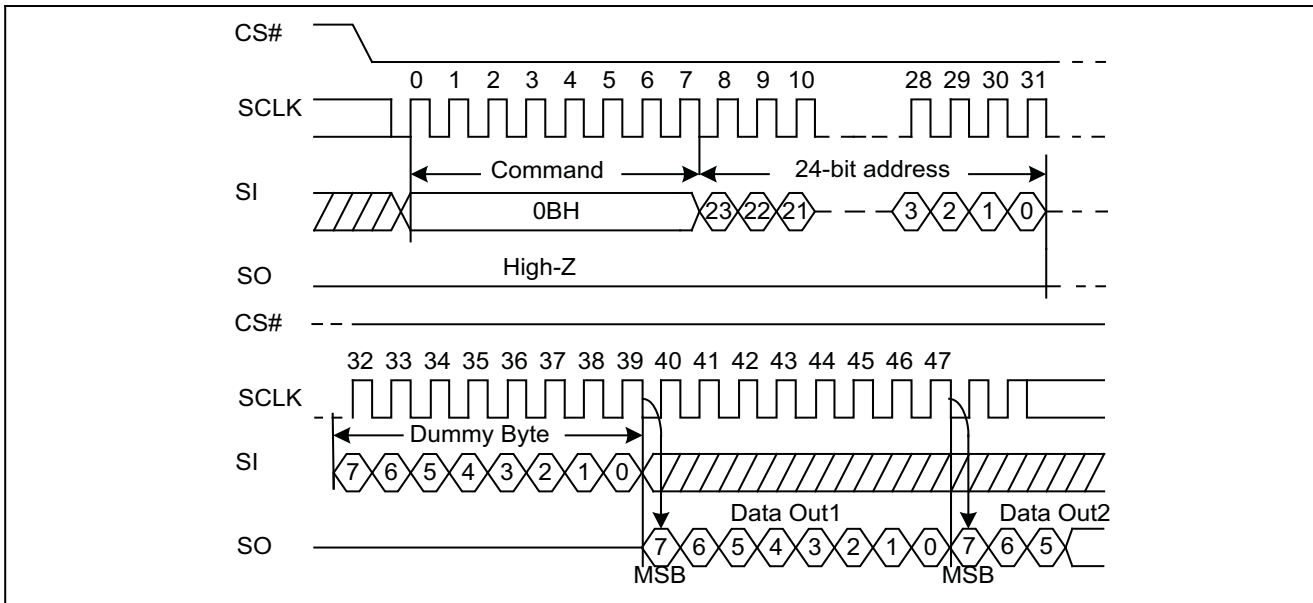 CS#
0 1 2 3 4 5 6 7 8 9 10 28 29 30 31
SCLK
Command 24-bit address
SI
0BH 23 22 21 3 2 1 0
High-Z
SO
CS#
32 33 34 35 36 37 38 39 40 41 42 43 44 45 46 47
SCLK
Dummy Byte
SI
7 6 5 4 3 2 1 0
Data Out1 Data Out2
SO
7 6 5 4 3 2 1 0 7 6 5
MSB MSB